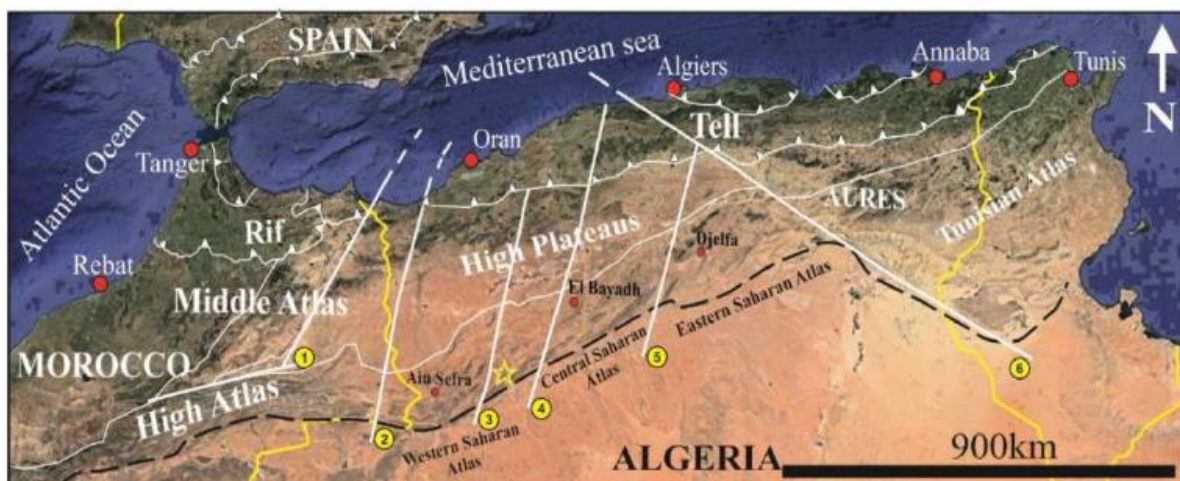 SPAIN
Mediterranean sea
Algiers
Annaba
Tunis
N
Atlantic Ocean
Tanger
Oran
Tell
Rif
AURES
Tunisian Atlas
High Plateaus
Djelfa
Rebat
El Bayadh
Middle Atlas
Eastern Saharan Atlas
MOROCCO
1
Central Saharan
Atlas
5
6
High Atlas
Ain Sefra
3
4
2
Western Saharan
Atlas
ALGERIA
900km